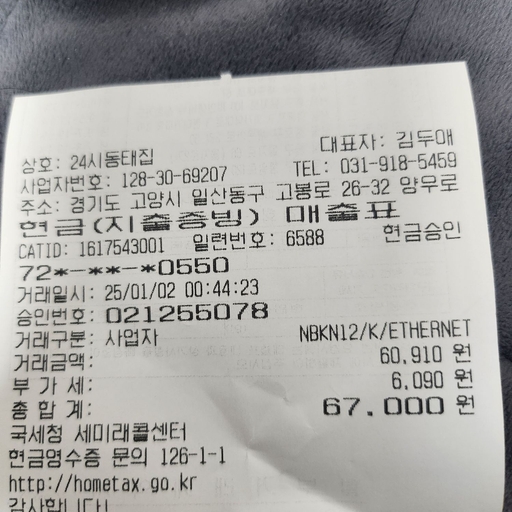 상호: 24시동태집 대표자: 김두애
사업자번호: 128-30-69207 TEL: 031-918-5459
주소: 경기도 고양시 일산동구 고봉로 26-32 양우로
현금(지출증빙) 매출표
CATID: 1617543001 일련번호: 6588 현금승인
72*-**-*0550
거래일시: 25/01/02 00:44:23
승인번호: 021255078
거래구분: 사업자 NBKN12/K/ETHERNET
거래금액: 60,910 원
부 가 세: 6,090 원
총 합 계: 67,000 원
국세청 세미래콜센터
현금영수증 문의 126-1-1
http://hometax.go.kr
감사합니다!